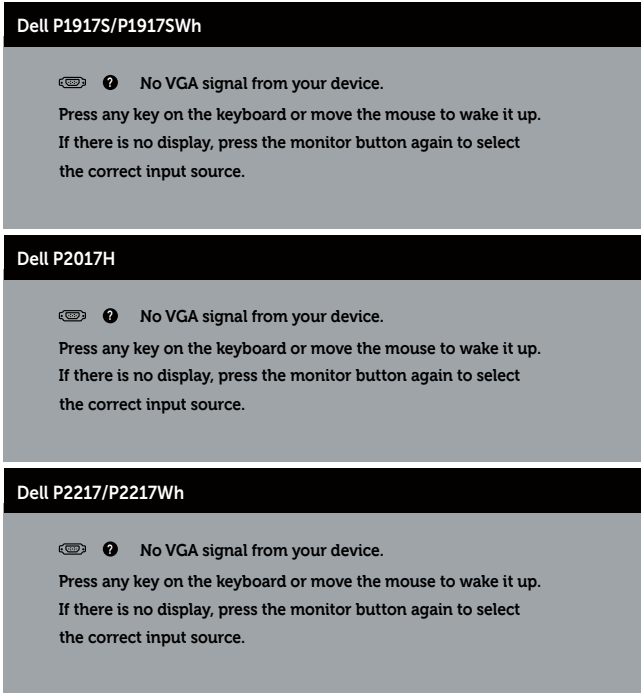 Dell P1917S/P1917SWh
No VGA signal from your device.
Press any key on the keyboard or move the mouse to wake it up.
If there is no display, press the monitor button again to select
the correct input source.
Dell P2017H
No VGA signal from your device.
Press any key on the keyboard or move the mouse to wake it up.
If there is no display, press the monitor button again to select
the correct input source.
Dell P2217/P2217Wh
No VGA signal from your device.
Press any key on the keyboard or move the mouse to wake it up.
If there is no display, press the monitor button again to select
the correct input source.